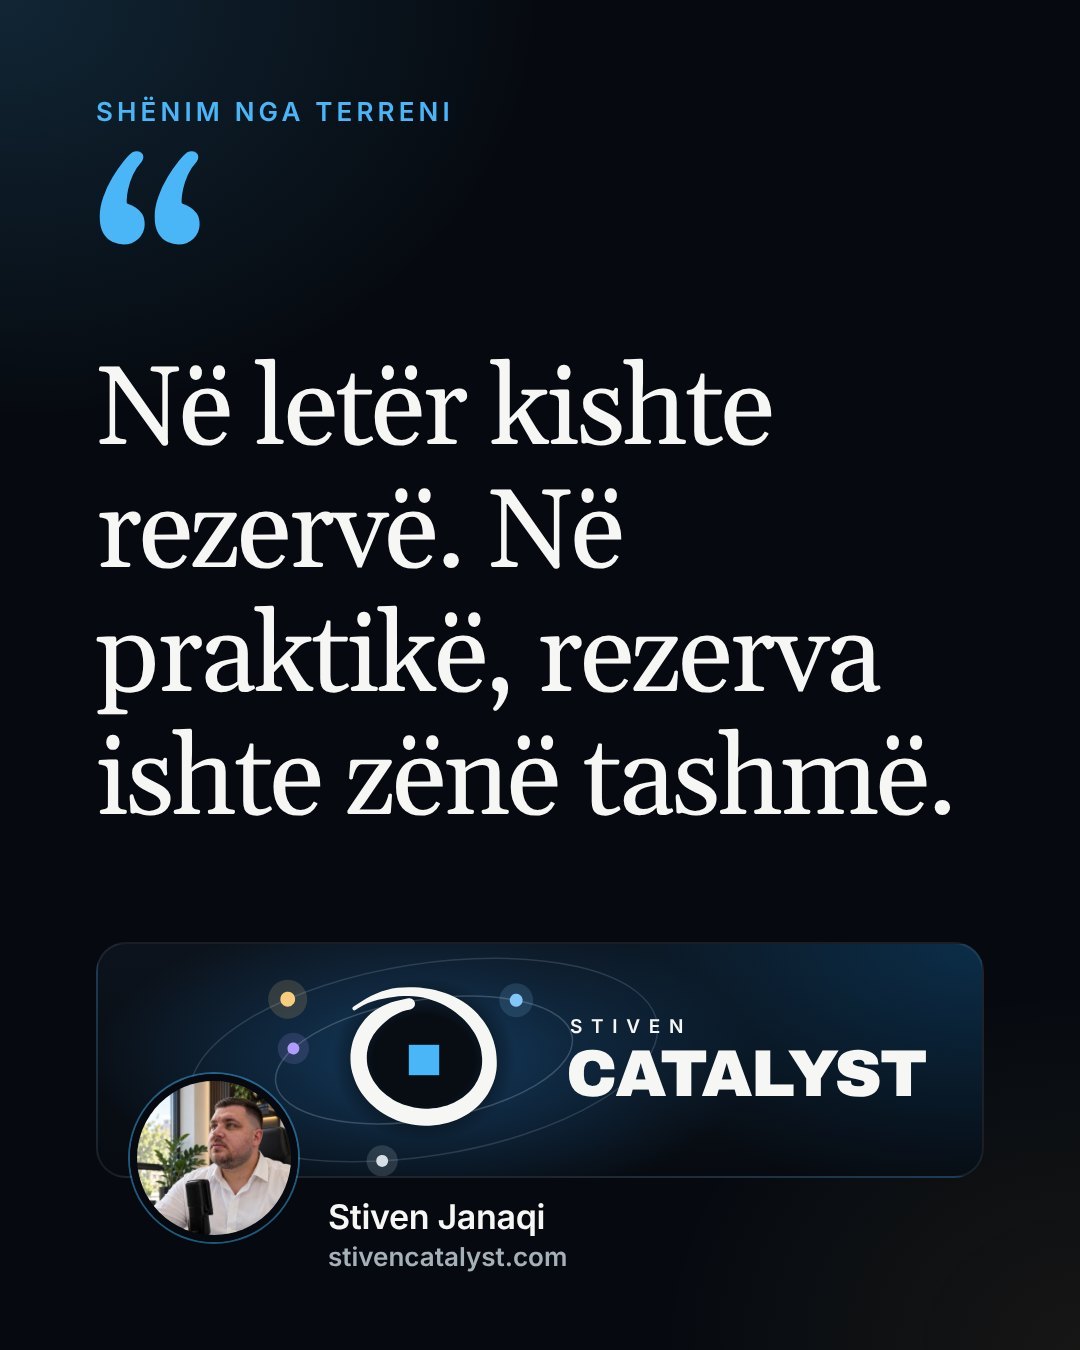 SHËNIM NGA TERRENI
“
Në letër kishte
rezervë. Në
praktikë, rezerva
ishte zënë tashmë.
STIVEN
CATALYST
Stiven Janaqi
stivencatalyst.com